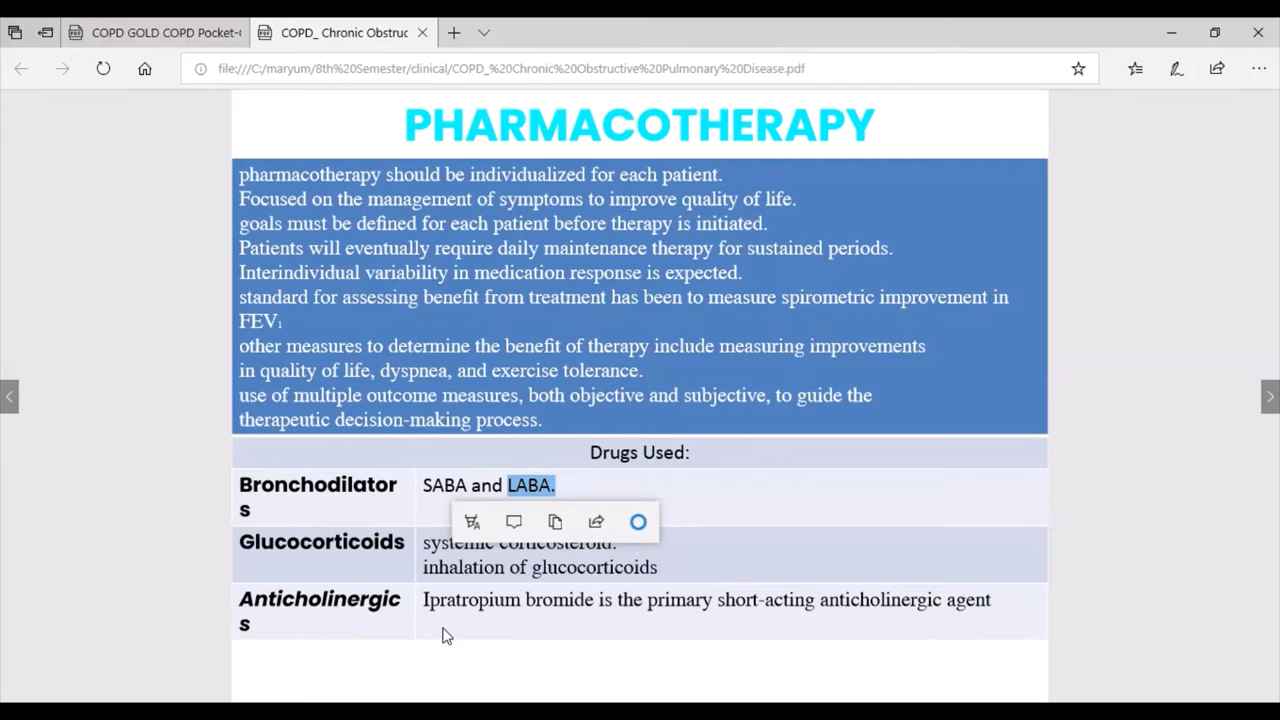 COPD GOLD COPD Pocket-
COPD_ Chronic Obstruc
file:///C:/maryum/8th%20Semester/clinical/COPD_%20Chronic%20Obstructive%20Pulmonary%20Disease.pdf
PHARMACOTHERAPY
pharmacotherapy should be individualized for each patient.
Focused on the management of symptoms to improve quality of life.
goals must be defined for each patient before therapy is initiated.
Patients will eventually require daily maintenance therapy for sustained periods.
Interindividual variability in medication response is expected.
standard for assessing benefit from treatment has been to measure spirometric improvement in
FEV₁
other measures to determine the benefit of therapy include measuring improvements
in quality of life, dyspnea, and exercise tolerance.
use of multiple outcome measures, both objective and subjective, to guide the
therapeutic decision-making process.
Drugs Used:
Bronchodilator
s
SABA and LABA.
Glucocorticoids
systemic corticosteroid.
inhalation of glucocorticoids
Anticholinergic
s
Ipratropium bromide is the primary short-acting anticholinergic agent